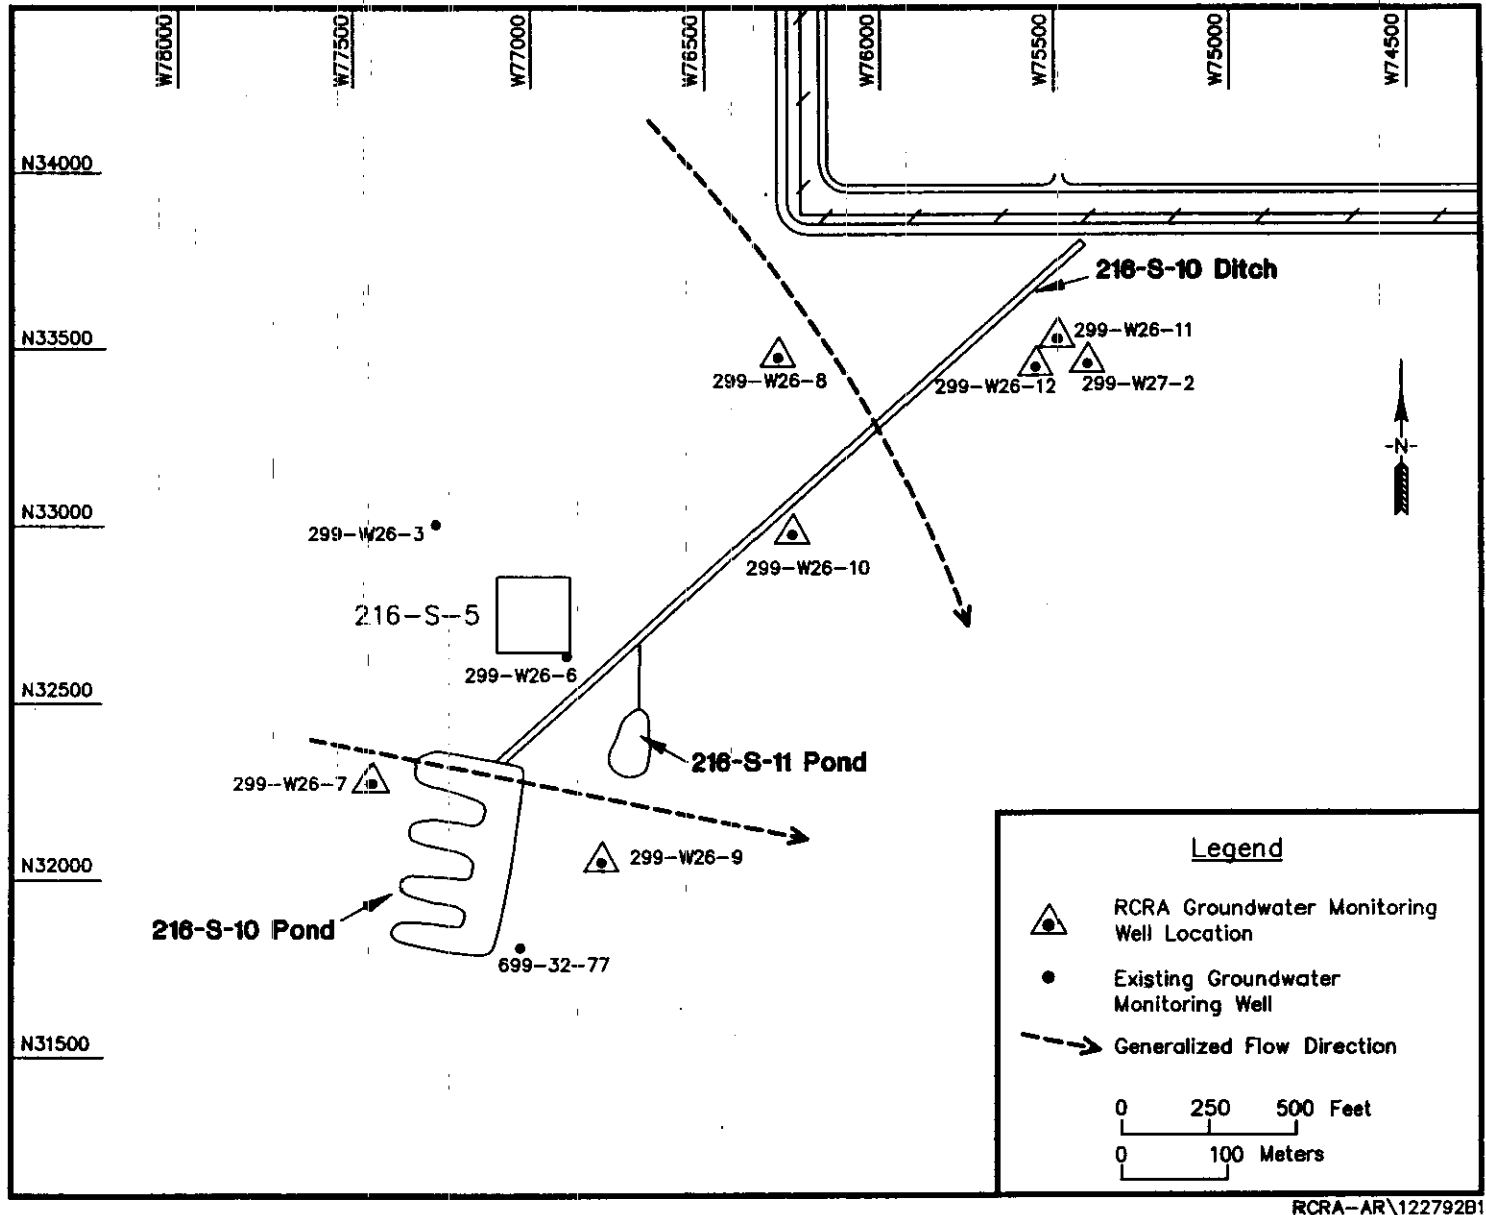 W78000
W77500
W77000
W76500
W76000
W75500
W75000
W74500
N34000
216-S-10 Ditch
N33500
299-W26-11
299-W26-8
299-W26-12
299-W27-2
-N-
N33000
299-W26-3
299-W26-10
216-S-5
299-W26-6
N32500
216-S-11 Pond
299-W26-7
N32000
299-W26-9
216-S-10 Pond
699-32-77
N31500
Legend
RCRA Groundwater Monitoring
Well Location
Existing Groundwater
Monitoring Well
Generalized Flow Direction
0 250 500 Feet
0 100 Meters
RCRA-AR\122792B1